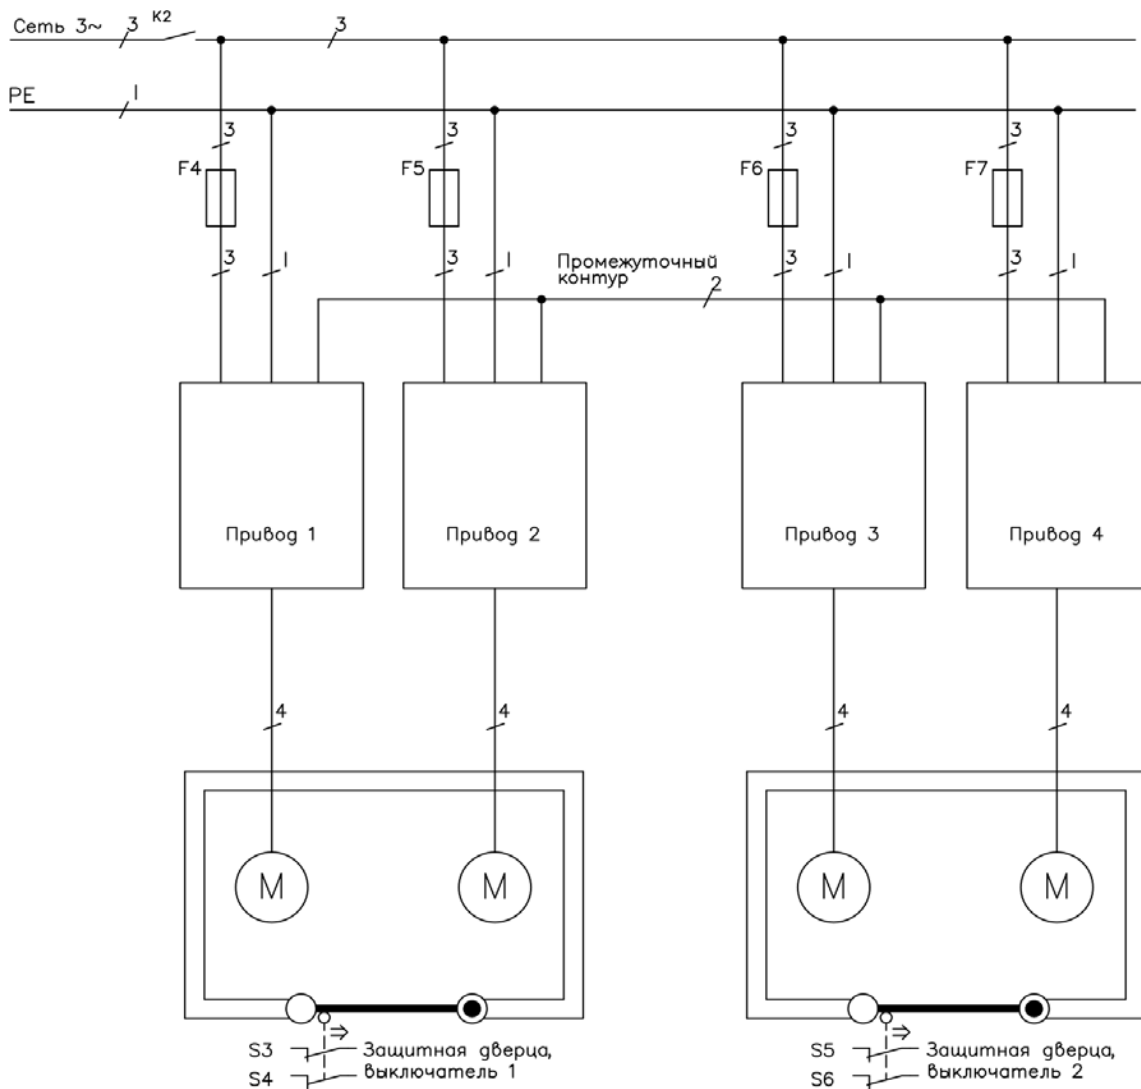 Сеть 3~ 3 K2 3
PE 1
3 3 3 3
F4 F5 F6 F7
3 1 3 1 3 1 3 1
Промежуточный
контур 2
Привод 1 Привод 2 Привод 3 Привод 4
4 4 4 4
M M M M
S3 Защитная дверца,
S4 выключатель 1
S5 Защитная дверца,
S6 выключатель 2